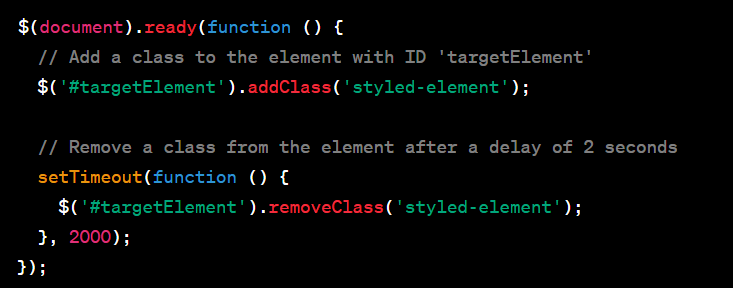 $(document).ready(function () {
  // Add a class to the element with ID 'targetElement'
  $('#targetElement').addClass('styled-element');

  // Remove a class from the element after a delay of 2 seconds
  setTimeout(function () {
    $('#targetElement').removeClass('styled-element');
  }, 2000);
});